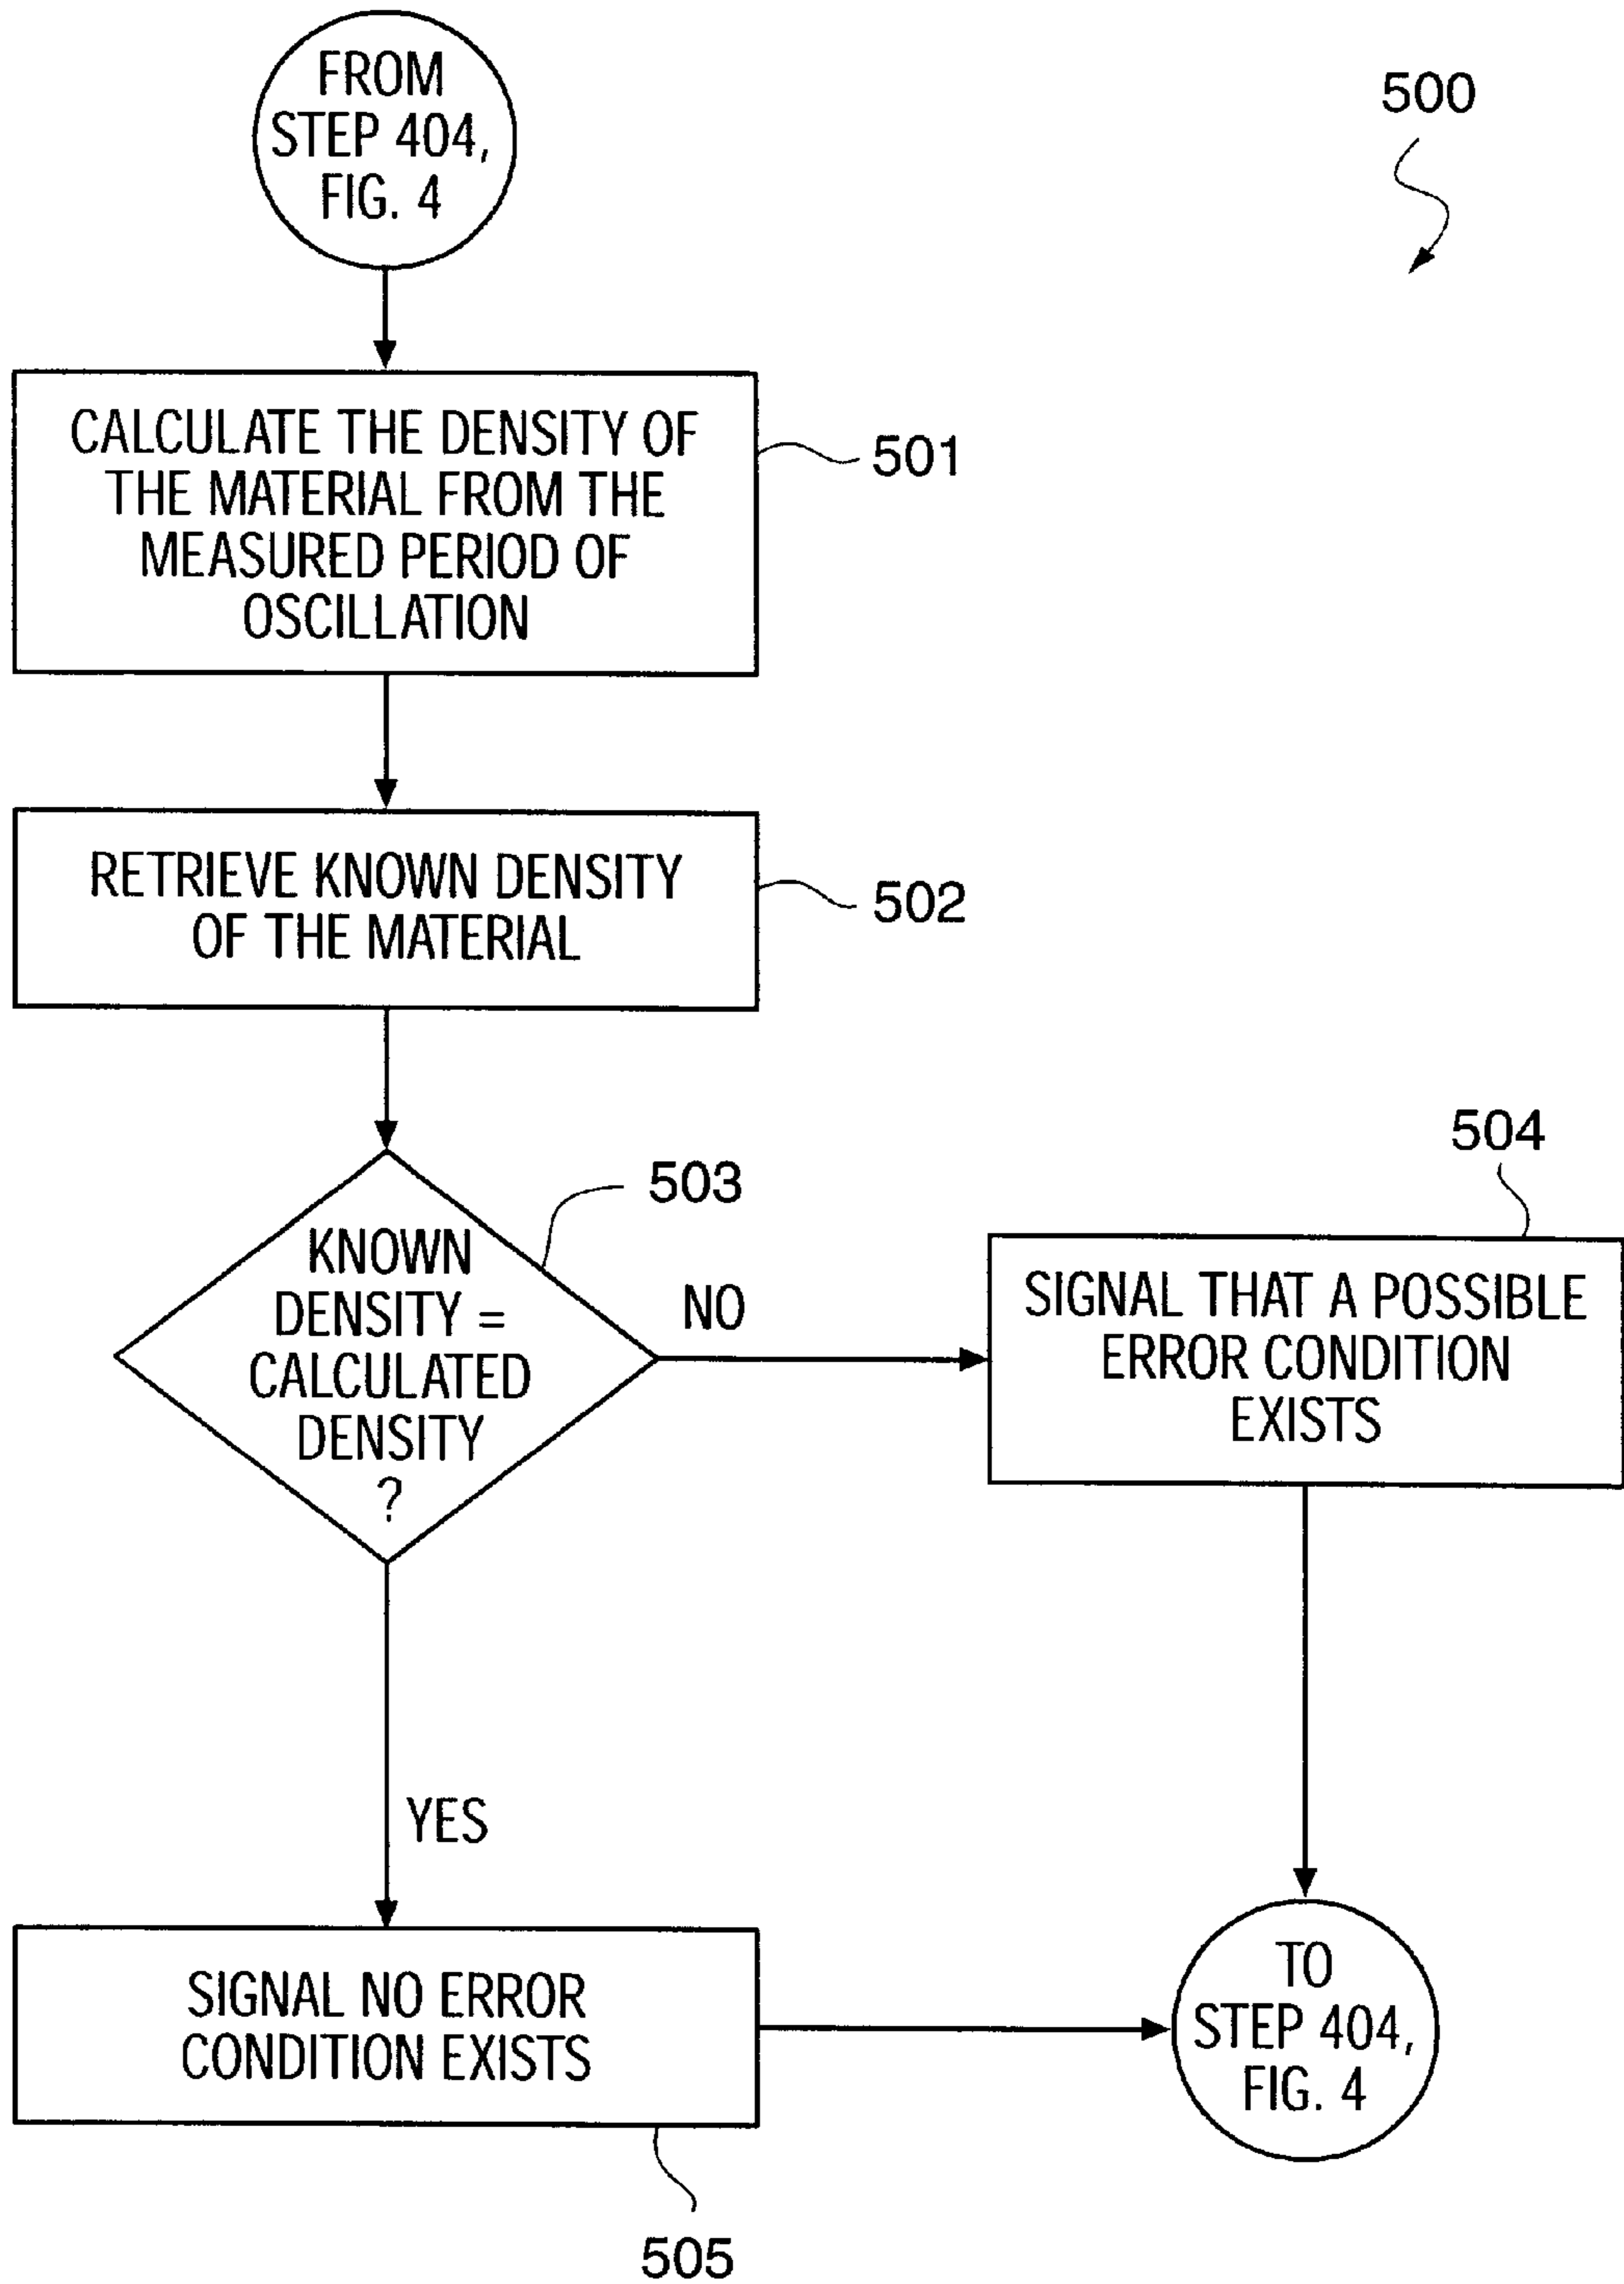 FROM
STEP 404,
FIG. 4
500
CALCULATE THE DENSITY OF
THE MATERIAL FROM THE
MEASURED PERIOD OF
OSCILLATION
501
RETRIEVE KNOWN DENSITY
OF THE MATERIAL
502
KNOWN
DENSITY =
CALCULATED
DENSITY
?
503
NO
504
SIGNAL THAT A POSSIBLE
ERROR CONDITION
EXISTS
YES
SIGNAL NO ERROR
CONDITION EXISTS
505
TO
STEP 404,
FIG. 4